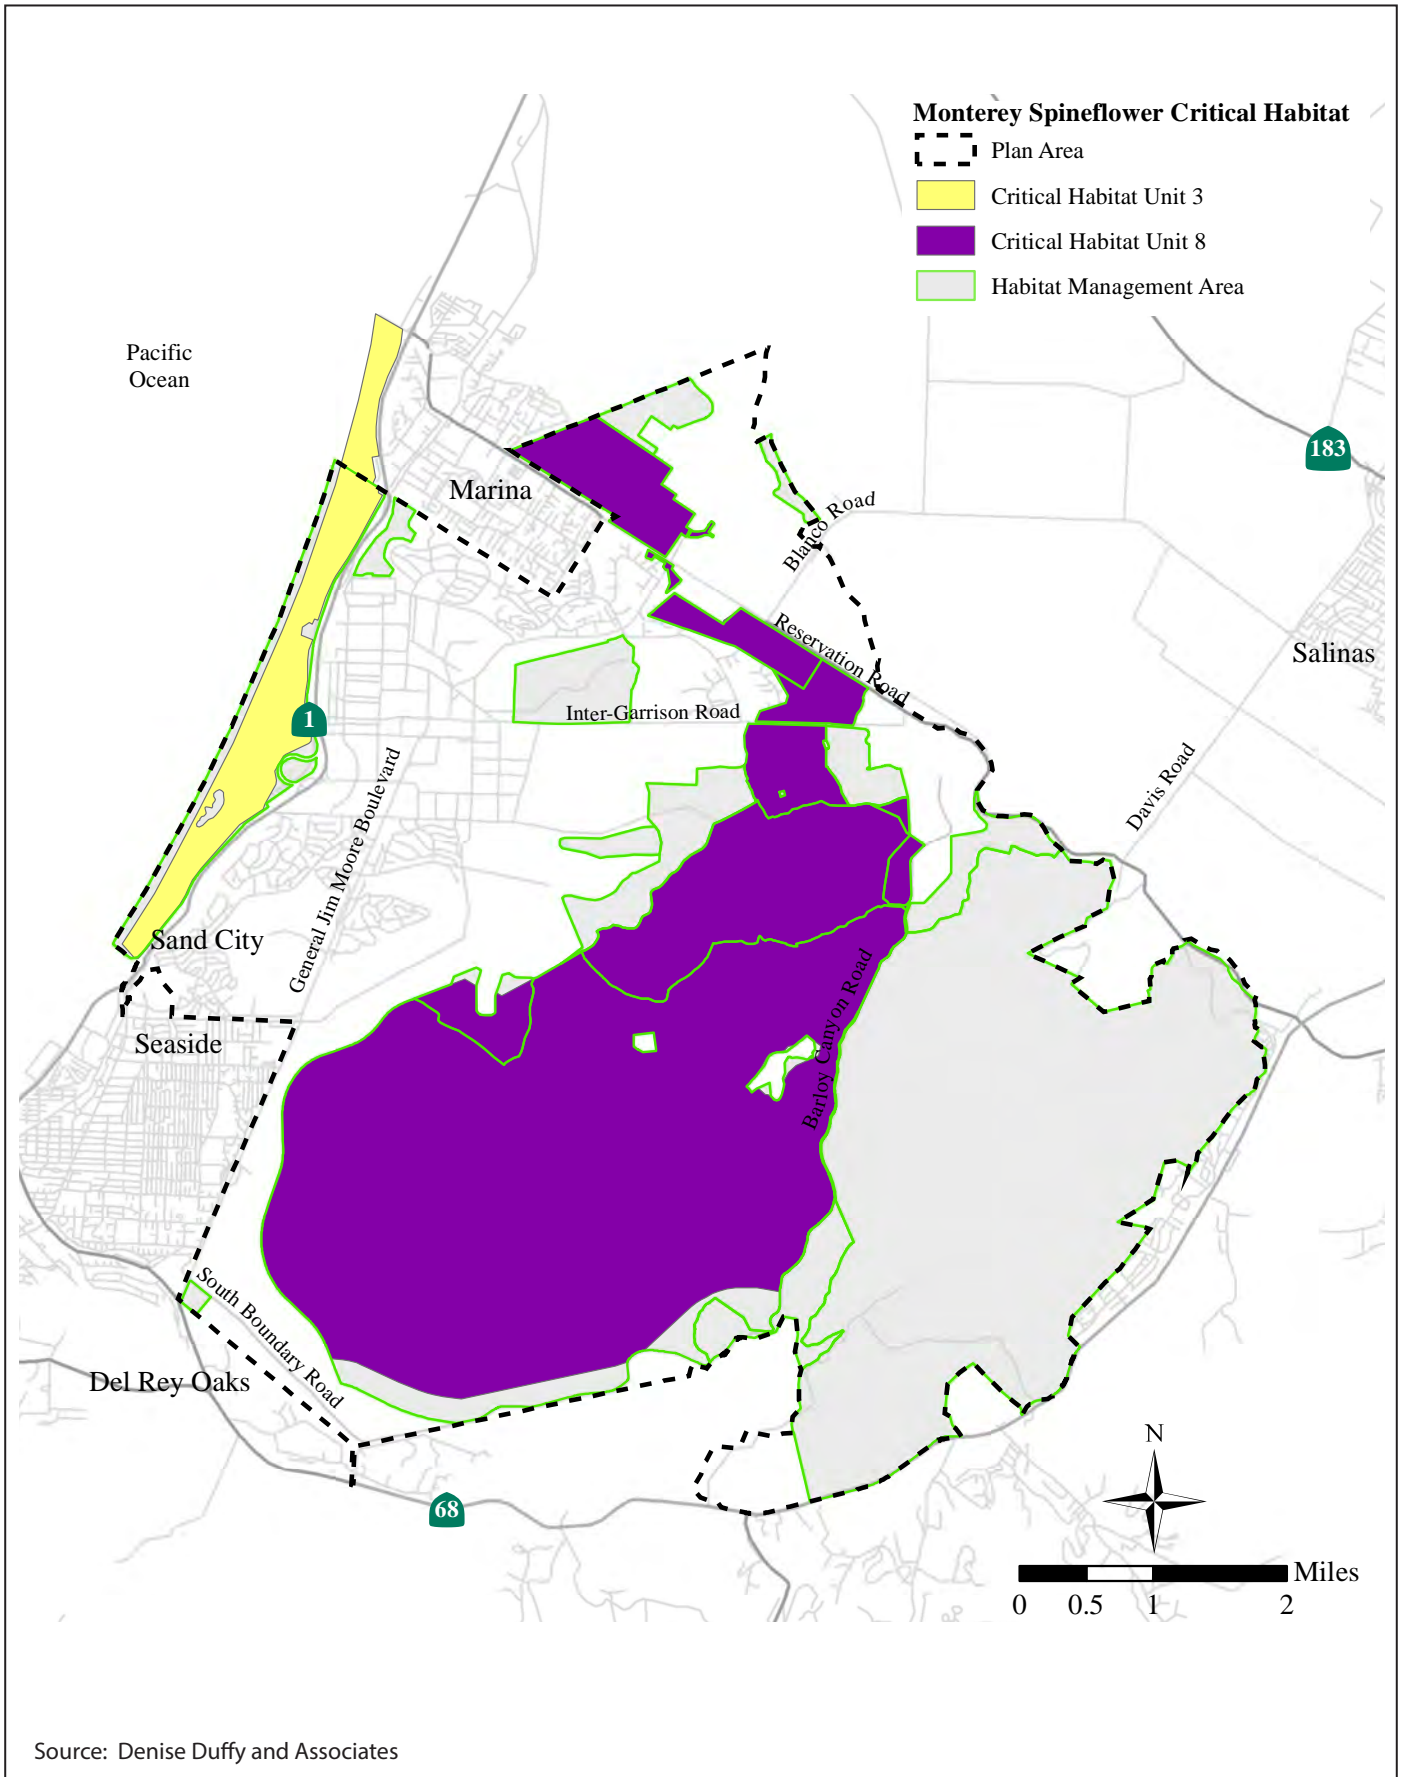 Monterey Spineflower Critical Habitat
Plan Area
Critical Habitat Unit 3
Critical Habitat Unit 8
Habitat Management Area
Pacific
Ocean
183
Marina
Blanco Road
Reservation Road
Salinas
1
Inter-Garrison Road
General Jim Moore Boulevard
Davis Road
Sand City
Barloy Canyon Road
Seaside
South Boundary Road
Del Rey Oaks
N
68
Miles
0 0.5 1 2
Source: Denise Duffy and Associates